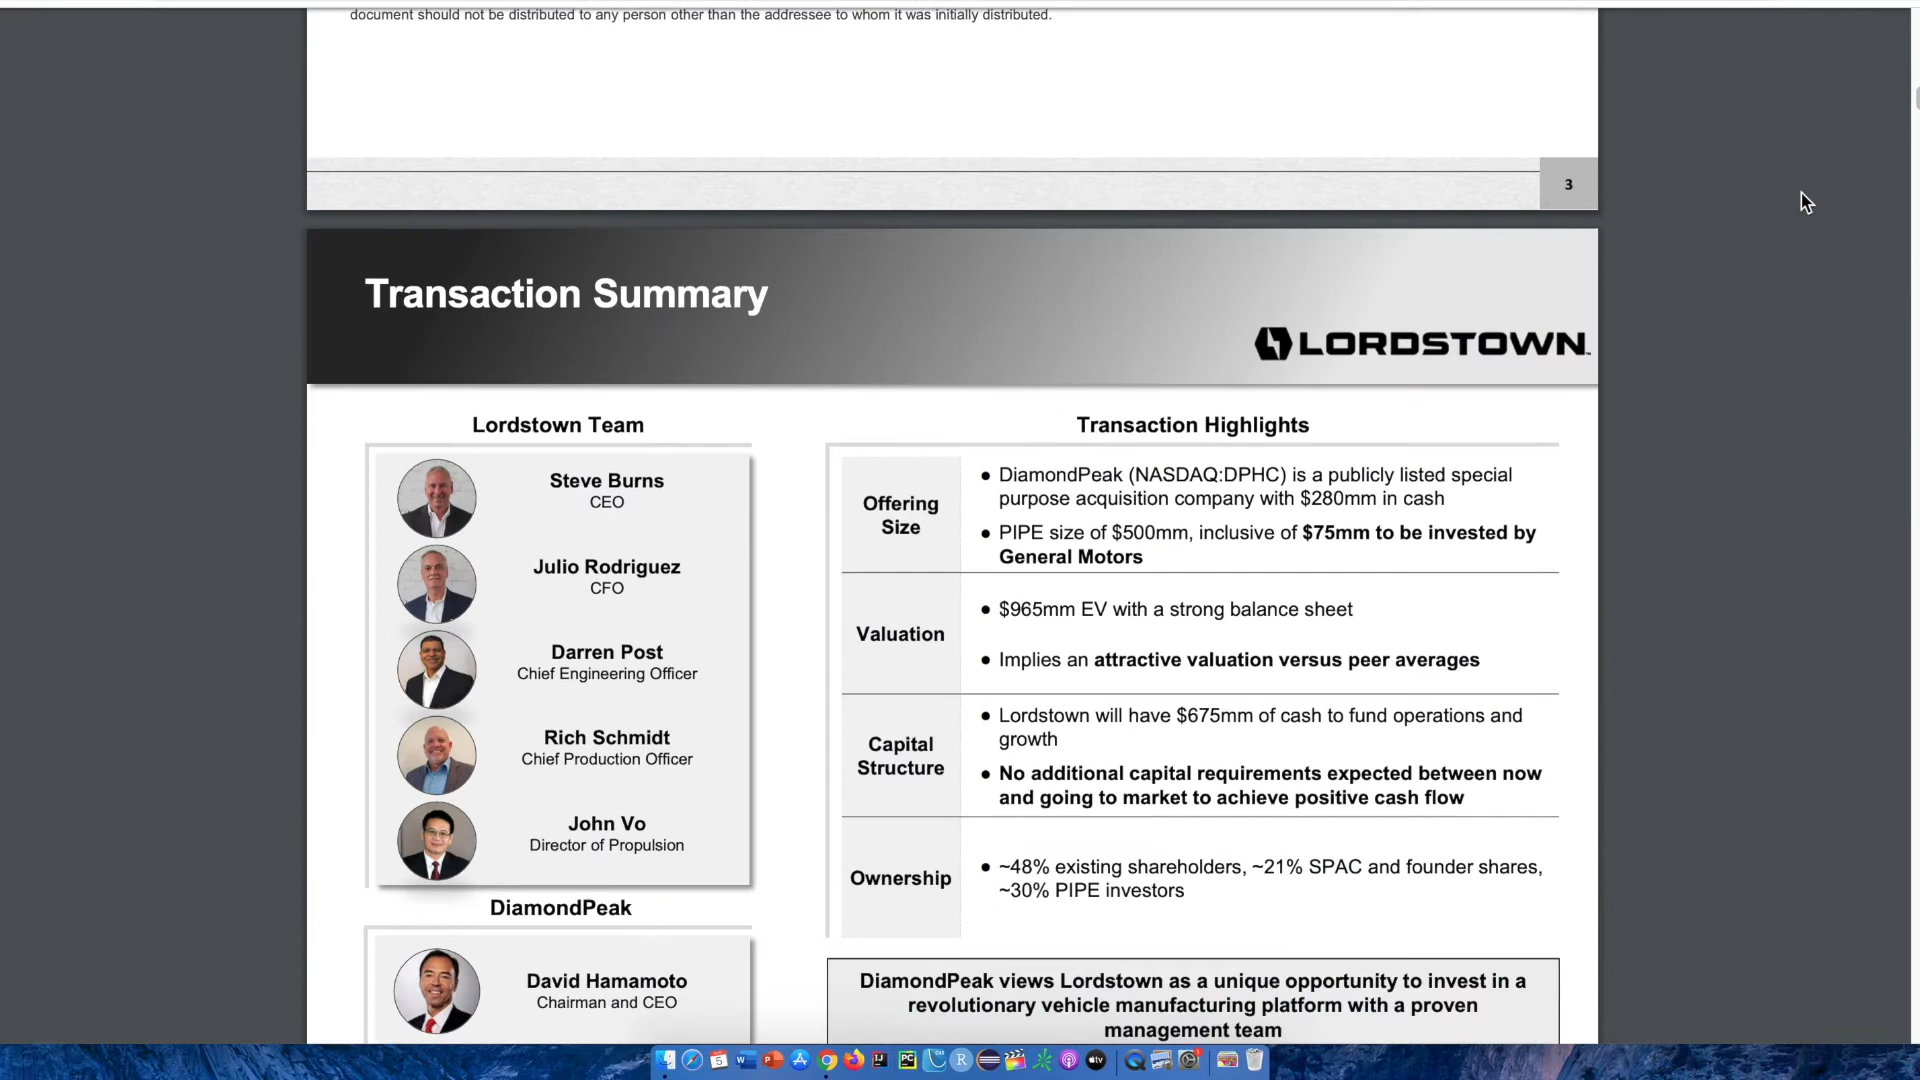 document should not be distributed to any person other than the addressee to whom it was initially distributed.
3
Transaction Summary
LORDSTOWN
Lordstown Team
Steve Burns
CEO
Julio Rodriguez
CFO
Darren Post
Chief Engineering Officer
Rich Schmidt
Chief Production Officer
John Vo
Director of Propulsion
DiamondPeak
David Hamamoto
Chairman and CEO
Transaction Highlights
Offering
Size
● DiamondPeak (NASDAQ:DPHC) is a publicly listed special
purpose acquisition company with $280mm in cash
● PIPE size of $500mm, inclusive of $75mm to be invested by
General Motors
Valuation
● $965mm EV with a strong balance sheet
● Implies an attractive valuation versus peer averages
Capital
Structure
● Lordstown will have $675mm of cash to fund operations and
growth
● No additional capital requirements expected between now
and going to market to achieve positive cash flow
Ownership
● ~48% existing shareholders, ~21% SPAC and founder shares,
~30% PIPE investors
DiamondPeak views Lordstown as a unique opportunity to invest in a
revolutionary vehicle manufacturing platform with a proven
management team